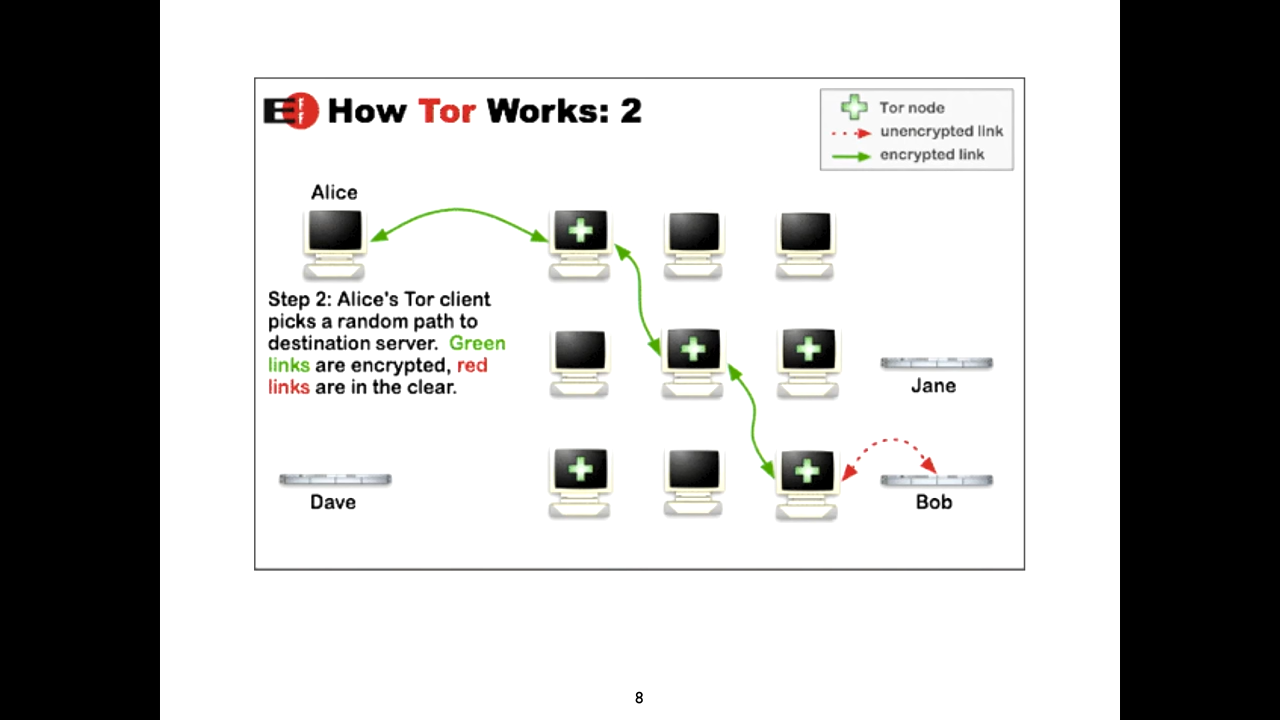 EFF How Tor Works: 2
Tor node
unencrypted link
encrypted link
Alice
Step 2: Alice's Tor client
picks a random path to
destination server. Green
links are encrypted, red
links are in the clear.
Jane
Dave
Bob
8